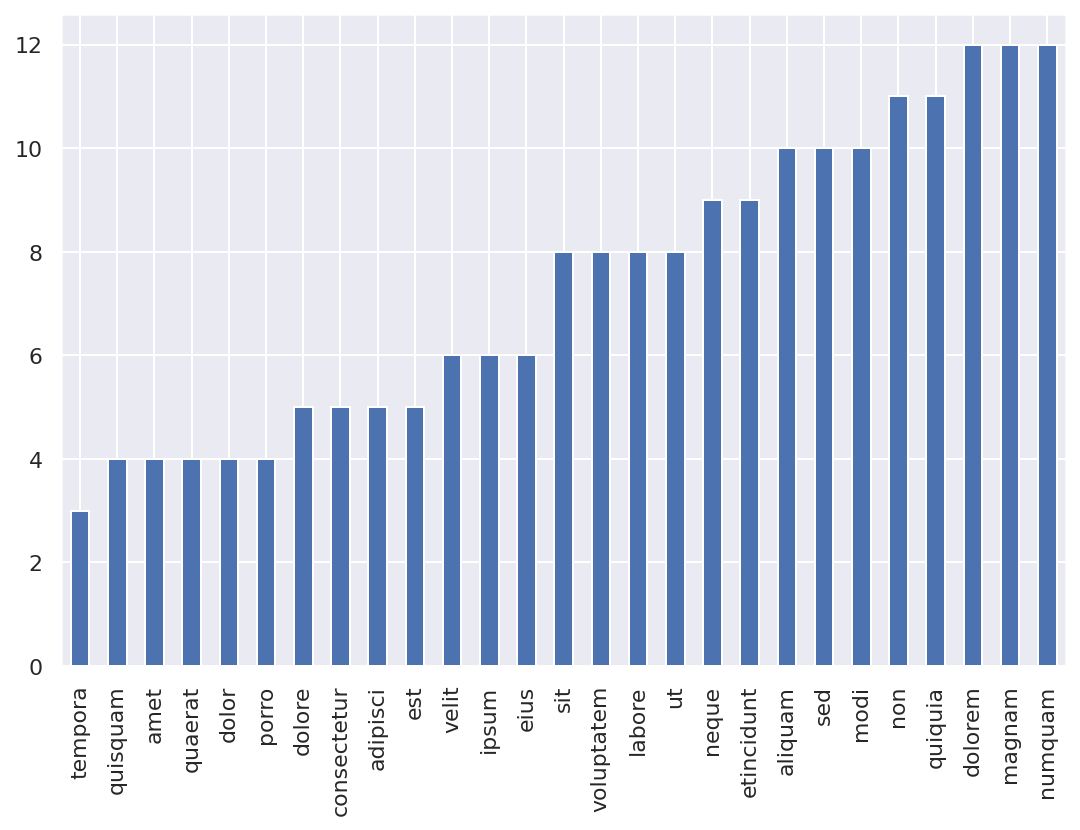 12
10
8
6
4
2
0
tempora
quisquam
amet
quaerat
dolor
porro
dolore
consectetur
adipisci
est
velit
ipsum
eius
sit
voluptatem
labore
ut
neque
etincidunt
aliquam
sed
modi
non
quiquia
dolorem
magnam
numquam